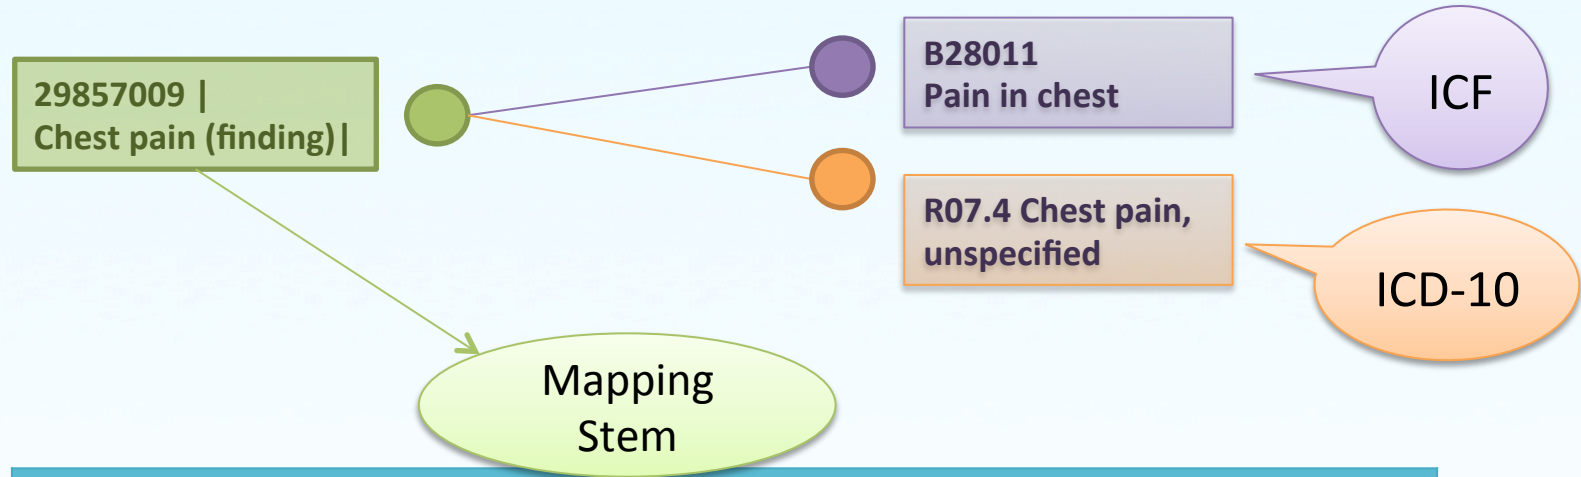 29857009 |
Chest pain (finding)|
B28011
Pain in chest
ICF
R07.4 Chest pain,
unspecified
ICD-10
Mapping
Stem